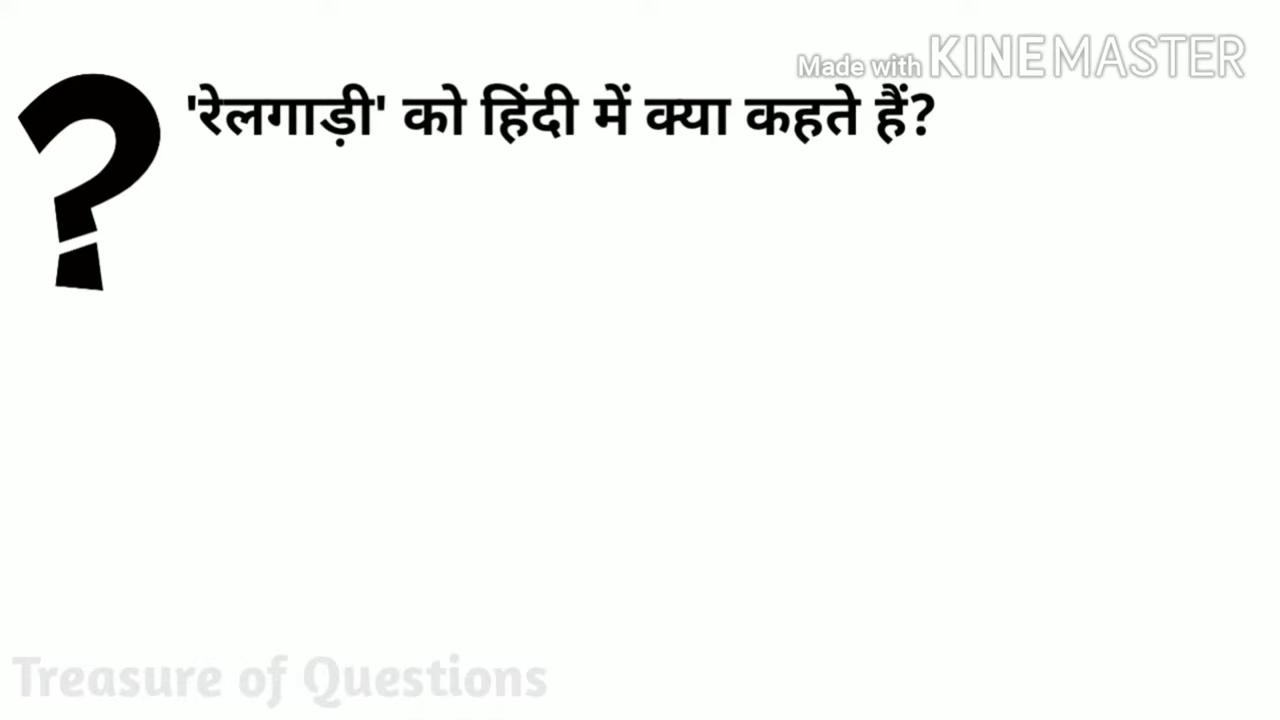 Made with KINEMASTER
'रेलगाड़ी' को हिंदी में क्या कहते हैं?
?
Treasure of Questions